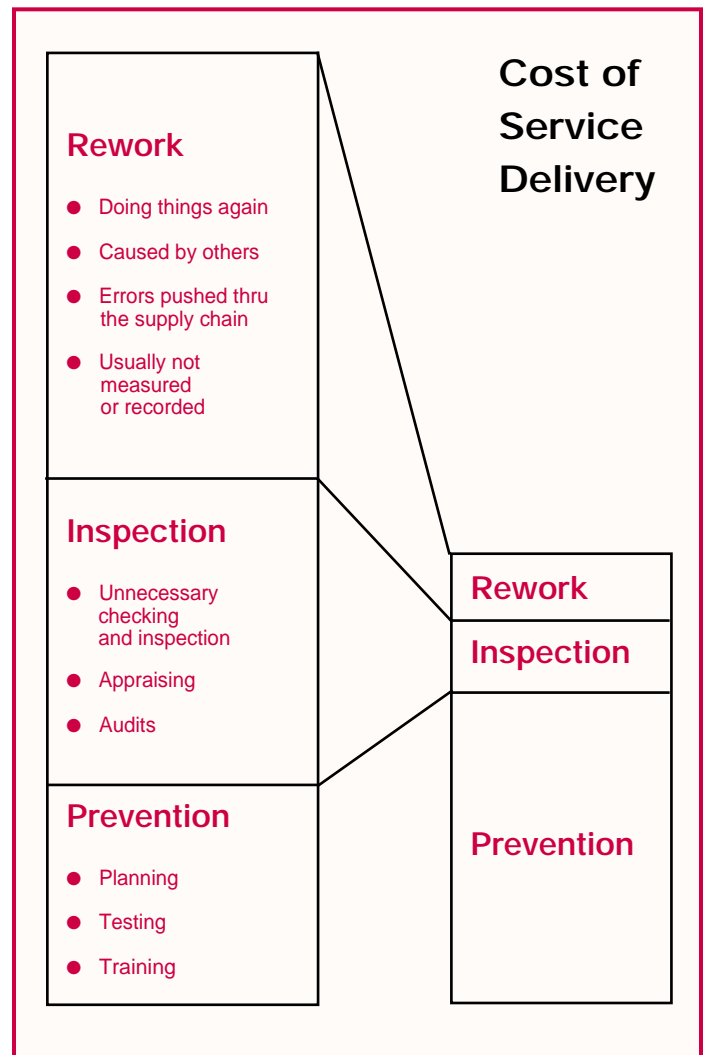 Cost of
Service
Delivery
Rework
● Doing things again
● Caused by others
● Errors pushed thru
the supply chain
● Usually not
measured
or recorded
Inspection
● Unnecessary
checking
and inspection
● Appraising
● Audits
Prevention
● Planning
● Testing
● Training
Rework
Inspection
Prevention